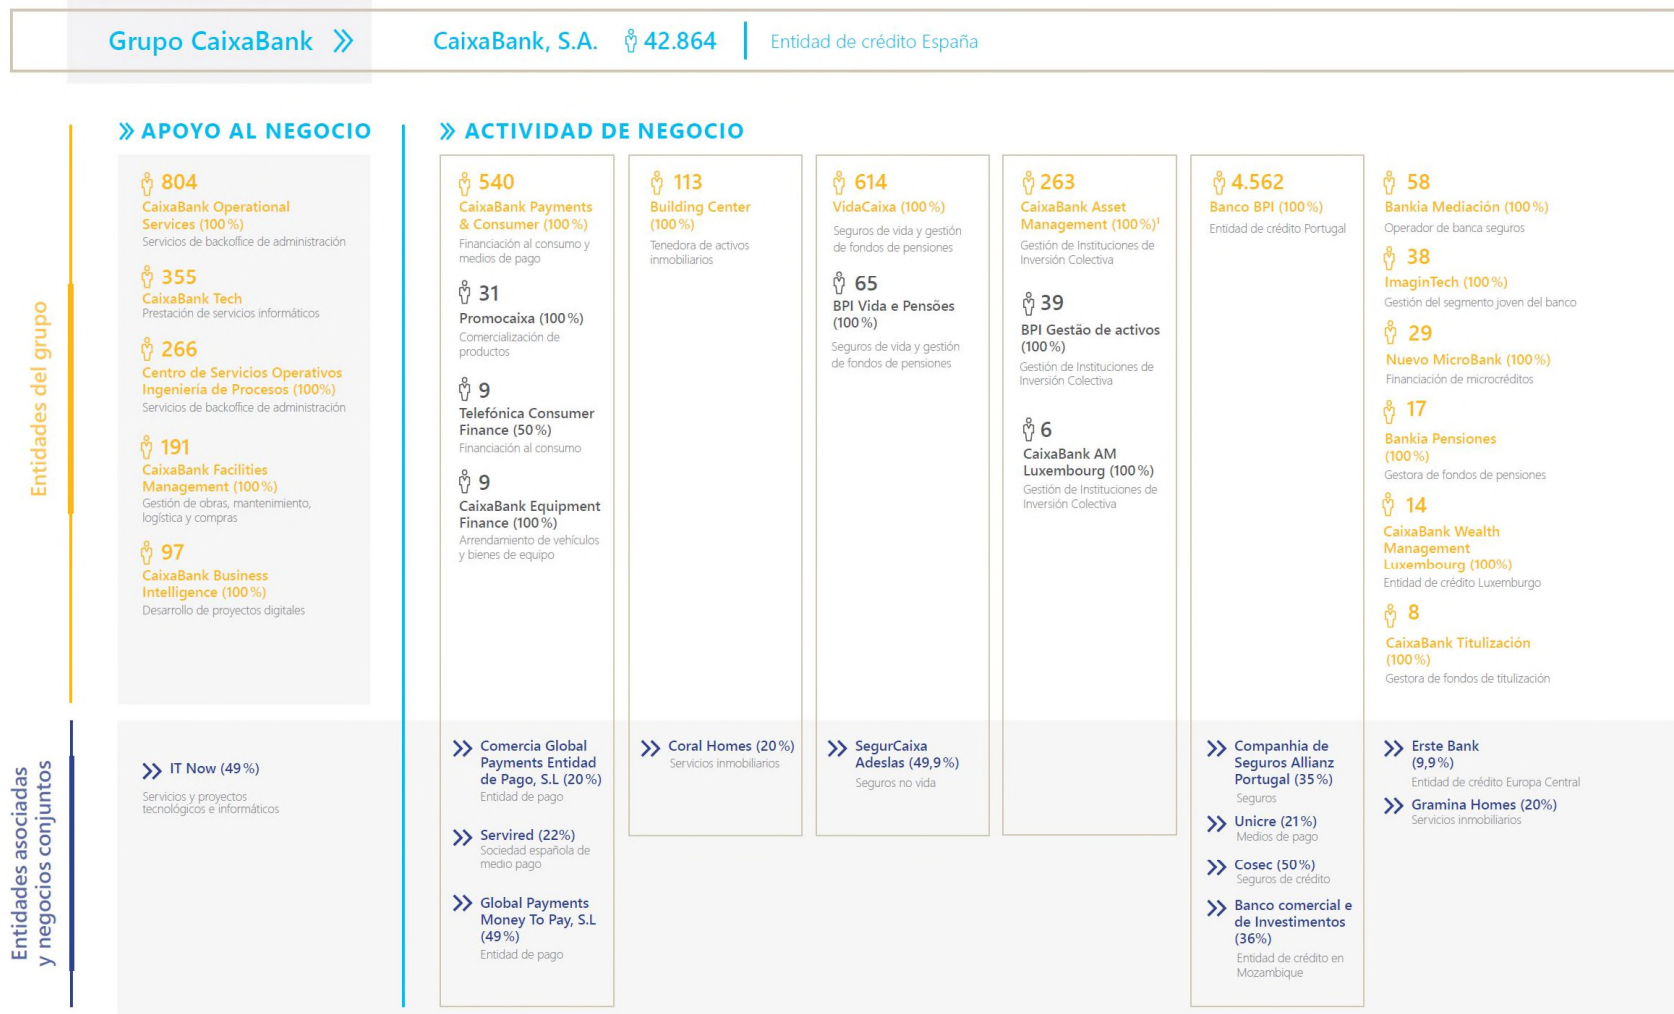 Grupo CaixaBank
CaixaBank, S.A. 42.864
Entidad de crédito España
APOYO AL NEGOCIO
ACTIVIDAD DE NEGOCIO
Entidades del grupo
804
CaixaBank Operational
Services (100%)
Servicios de backoffice de administración
355
CaixaBank Tech
Prestación de servicios informáticos
266
Centro de Servicios Operativos
Ingeniería de Procesos (100%)
Servicios de backoffice de administración
191
CaixaBank Facilities
Management (100%)
Gestión de obras, mantenimiento,
logística y compras
97
CaixaBank Business
Intelligence (100%)
Desarrollo de proyectos digitales
540
CaixaBank Payments
& Consumer (100%)
Financiación al consumo y
medios de pago
31
Promocaixa (100%)
Comercialización de
productos
9
Telefónica Consumer
Finance (50%)
Financiación al consumo
9
CaixaBank Equipment
Finance (100%)
Arrendamiento de vehículos
y bienes de equipo
113
Building Center
(100%)
Tenedora de activos
inmobiliarios
614
VidaCaixa (100%)
Seguros de vida y gestión
de fondos de pensiones
65
BPI Vida e Pensões
(100%)
Seguros de vida y gestión
de fondos de pensiones
263
CaixaBank Asset
Management (100%)¹
Gestión de Instituciones de
Inversión Colectiva
39
BPI Gestão de activos
(100%)
Gestión de Instituciones de
Inversión Colectiva
6
CaixaBank AM
Luxembourg (100%)
Gestión de Instituciones de
Inversión Colectiva
4.562
Banco BPI (100%)
Entidad de crédito Portugal
58
Bankia Mediación (100%)
Operador de banca seguros
38
ImaginTech (100%)
Gestión del segmento joven del banco
29
Nuevo MicroBank (100%)
Financiación de microcréditos
17
Bankia Pensiones
(100%)
Gestora de fondos de pensiones
14
CaixaBank Wealth
Management
Luxembourg (100%)
Entidad de crédito Luxemburgo
8
CaixaBank Titulización
(100%)
Gestora de fondos de titulización
Entidades asociadas
y negocios conjuntos
IT Now (49%)
Servicios y proyectos
tecnológicos e informáticos
Comercia Global
Payments Entidad
de Pago, S.L (20%)
Entidad de pago
Servired (22%)
Sociedad española de
medio pago
Global Payments
Money To Pay, S.L
(49%)
Entidad de pago
Coral Homes (20%)
Servicios inmobiliarios
SegurCaixa
Adeslas (49,9%)
Seguros no vida
Companhia de
Seguros Allianz
Portugal (35%)
Seguros
Unicre (21%)
Medios de pago
Cosec (50%)
Seguros de crédito
Banco comercial e
de Investimentos
(36%)
Entidad de crédito en
Mozambique
Erste Bank
(9,9%)
Entidad de crédito Europa Central
Gramina Homes (20%)
Servicios inmobiliarios